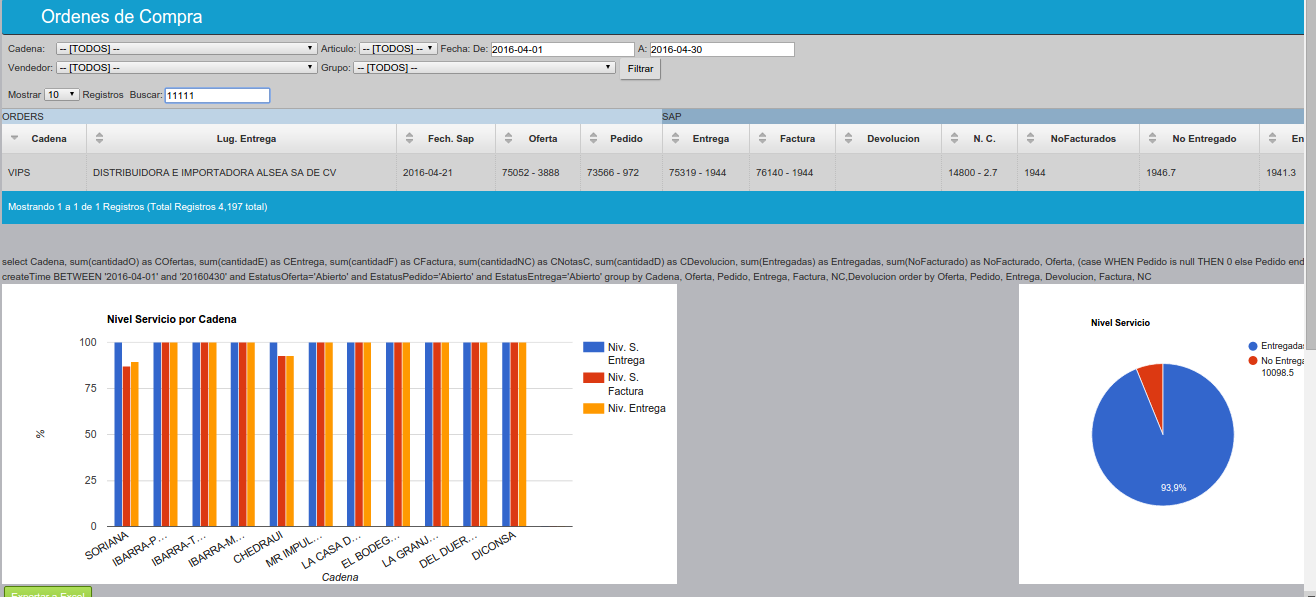 Ordenes de Compra
Cadena: -- [TODOS] -- Articulo: -- [TODOS] -- Fecha: De: 2016-04-01 A: 2016-04-30
Vendedor: -- [TODOS] -- Grupo: -- [TODOS] -- Filtrar
Mostrar 10 Registros Buscar: 11111
ORDERS SAP
Cadena Lug. Entrega Fech. Sap Oferta Pedido Entrega Factura Devolucion N. C. NoFacturados No Entregado En
VIPS DISTRIBUIDORA E IMPORTADORA ALSEA SA DE CV 2016-04-21 75052 - 3888 73566 - 972 75319 - 1944 76140 - 1944 14800 - 2.7 1944 1946.7 1941.3
Mostrando 1 a 1 de 1 Registros (Total Registros 4,197 total)
select Cadena, sum(cantidadO) as COfertas, sum(cantidadE) as CEntrega, sum(cantidadF) as CFactura, sum(cantidadNC) as CNotasC, sum(cantidadD) as CDevolucion, sum(Entregadas) as Entregadas, sum(NoFacturado) as NoFacturado, Oferta, (case WHEN Pedido is null THEN 0 else Pedido end
createTime BETWEEN '2016-04-01' and '20160430' and EstatusOferta='Abierto' and EstatusPedido='Abierto' and EstatusEntrega='Abierto' group by Cadena, Oferta, Pedido, Entrega, Factura, NC,Devolucion order by Oferta, Pedido, Entrega, Devolucion, Factura, NC
Nivel Servicio por Cadena
100
75
50
25
0
%
SORIANA
IBARRA-P...
IBARRA-T...
IBARRA-M...
CHEDRAUI
MR IMPUL...
LA CASA D...
EL BODEG...
LA GRANJ...
DEL DUER...
DICONSA
Cadena
Niv. S.
Entrega
Niv. S.
Factura
Niv. Entrega
Nivel Servicio
Entregadas
No Entrega
10098.5
93,9%
Exportar a Excel